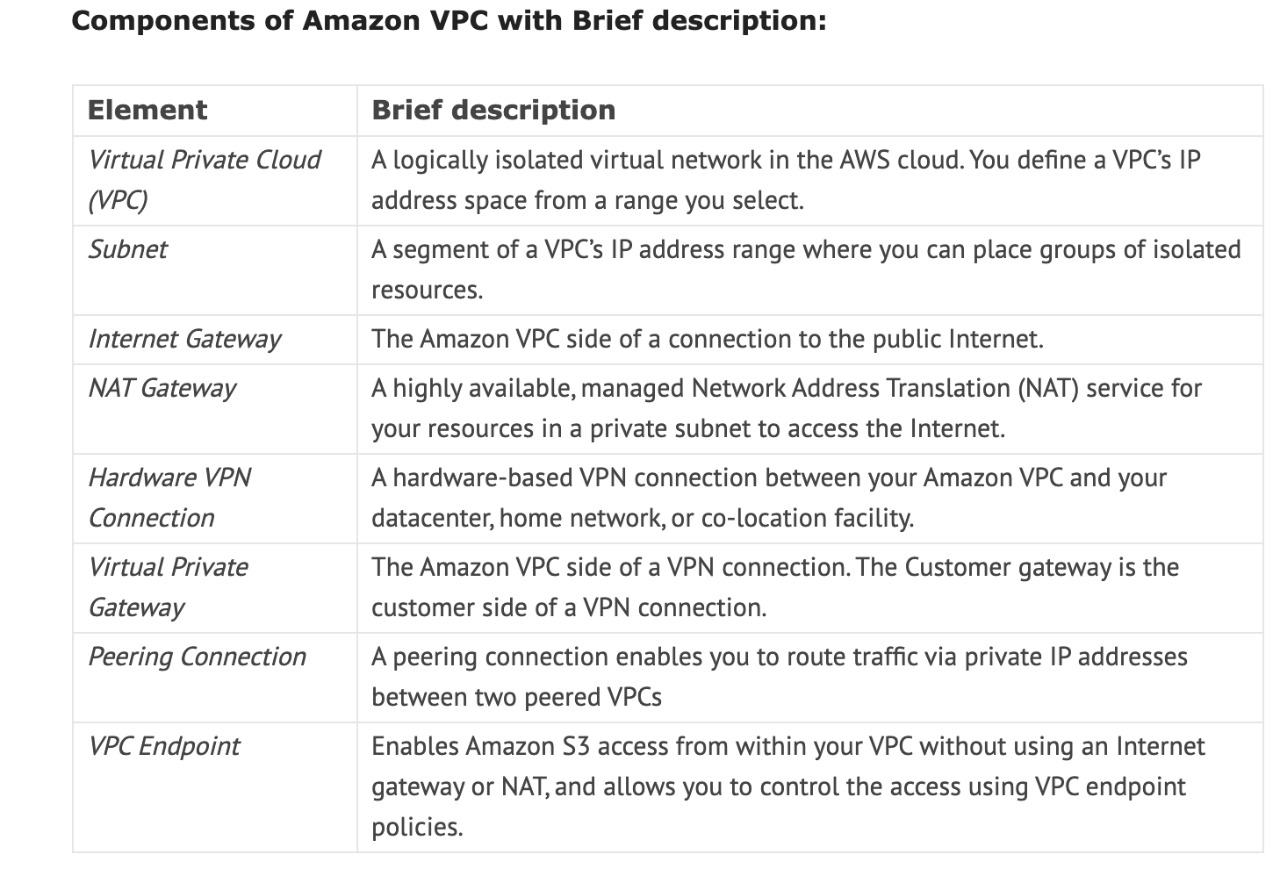 Components of Amazon VPC with Brief description:
Element
Brief description
Virtual Private Cloud
(VPC)
A logically isolated virtual network in the AWS cloud. You define a VPC’s IP
address space from a range you select.
Subnet
A segment of a VPC’s IP address range where you can place groups of isolated
resources.
Internet Gateway
The Amazon VPC side of a connection to the public Internet.
NAT Gateway
A highly available, managed Network Address Translation (NAT) service for
your resources in a private subnet to access the Internet.
Hardware VPN
Connection
A hardware-based VPN connection between your Amazon VPC and your
datacenter, home network, or co-location facility.
Virtual Private
Gateway
The Amazon VPC side of a VPN connection. The Customer gateway is the
customer side of a VPN connection.
Peering Connection
A peering connection enables you to route traffic via private IP addresses
between two peered VPCs
VPC Endpoint
Enables Amazon S3 access from within your VPC without using an Internet
gateway or NAT, and allows you to control the access using VPC endpoint
policies.